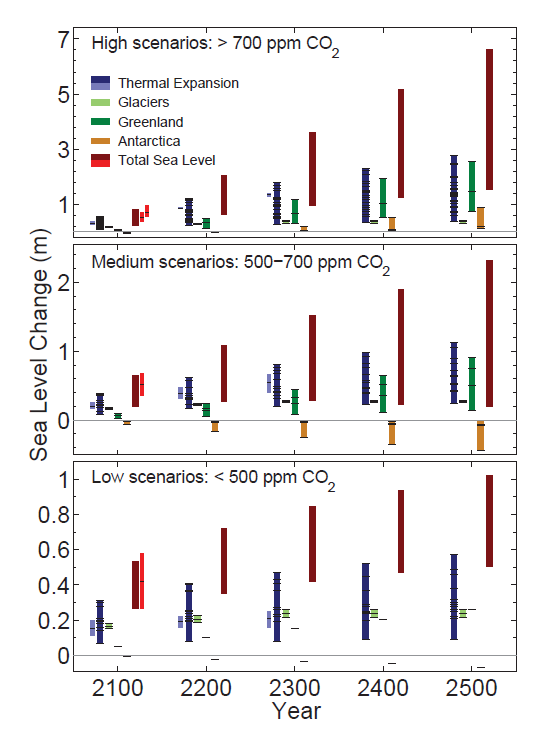 7
High scenarios: > 700 ppm CO2
Thermal Expansion
5
Glaciers
Greenland
Antarctica
3
Total Sea Level
1
Sea Level Change (m)
Medium scenarios: 500−700 ppm CO2
2
1
0
Low scenarios: < 500 ppm CO2
1
0.8
0.6
0.4
0.2
0
2100 2200 2300 2400 2500
Year